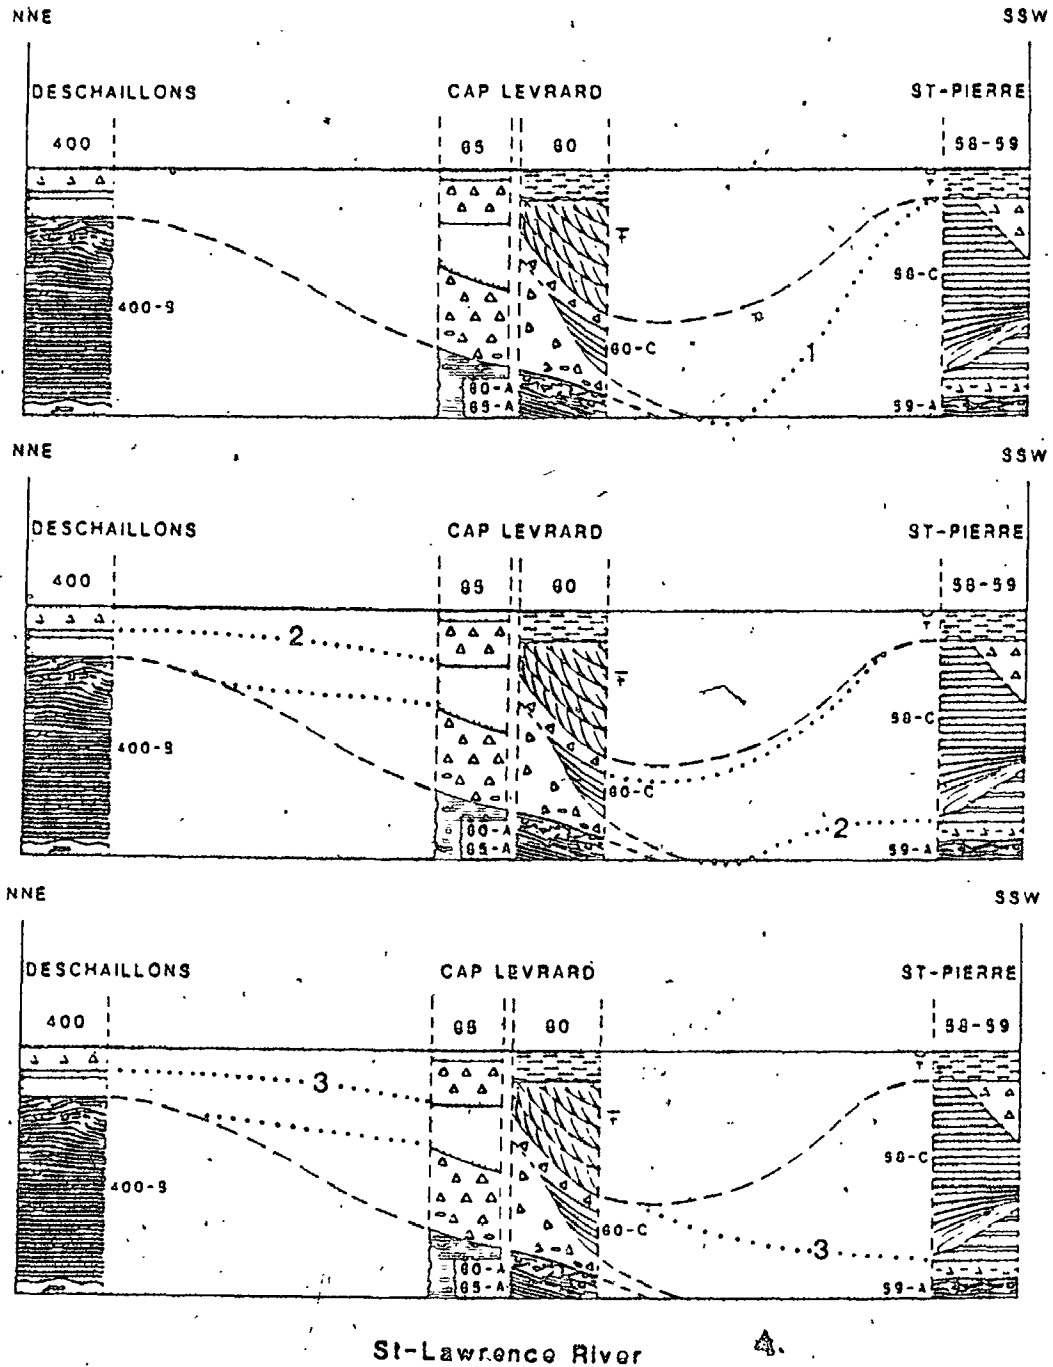 NNE SSW
DESCHAILLONS CAP LEVRARD ST-PIERRE
400 65 60 58-59
58-C
400-B
1
60-C
60-A
65-A 59-A
NNE SSW
DESCHAILLONS CAP LEVRARD ST-PIERRE
400 65 60 58-59
2
58-C
400-B
60-C
2
60-A
65-A 59-A
NNE SSW
DESCHAILLONS CAP LEVRARD ST-PIERRE
400 65 60 58-59
3
58-C
400-B
60-C
3
60-A
65-A 59-A
St-Lawrence River